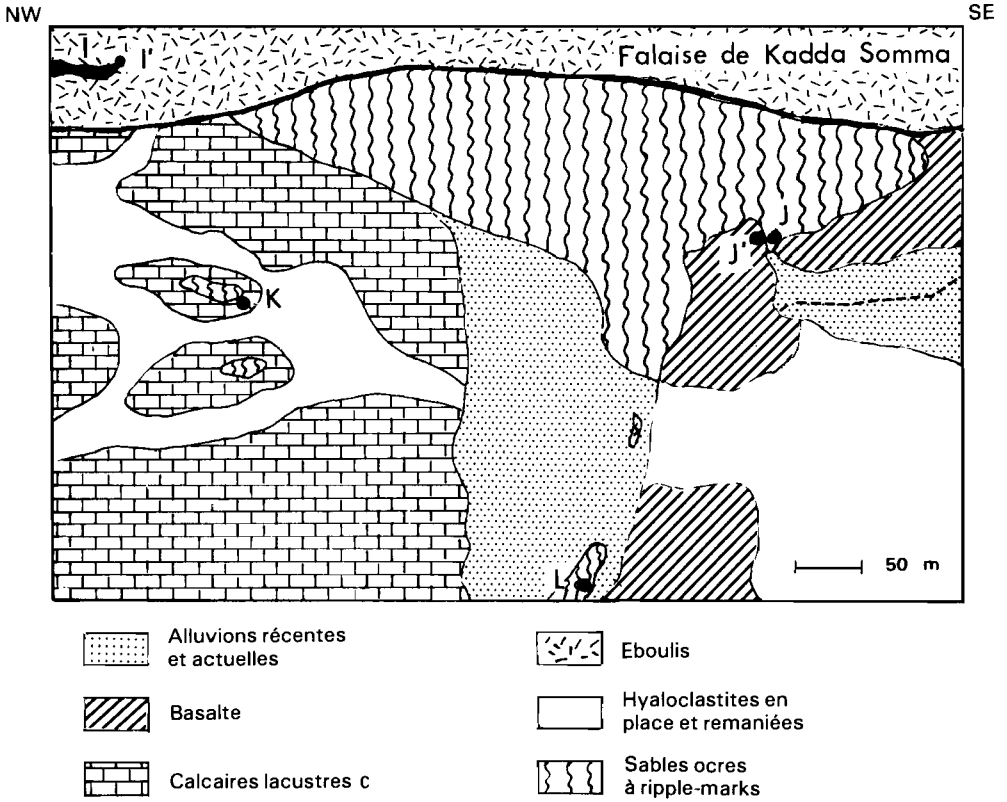 NW
SE
Falaise de Kadda Somma
I
I'
J
J'
K
L
50 m
Alluvions récentes
et actuelles
Eboulis
Basalte
Hyaloclastites en
place et remaniées
Calcaires lacustres C
Sables ocres
à ripple-marks